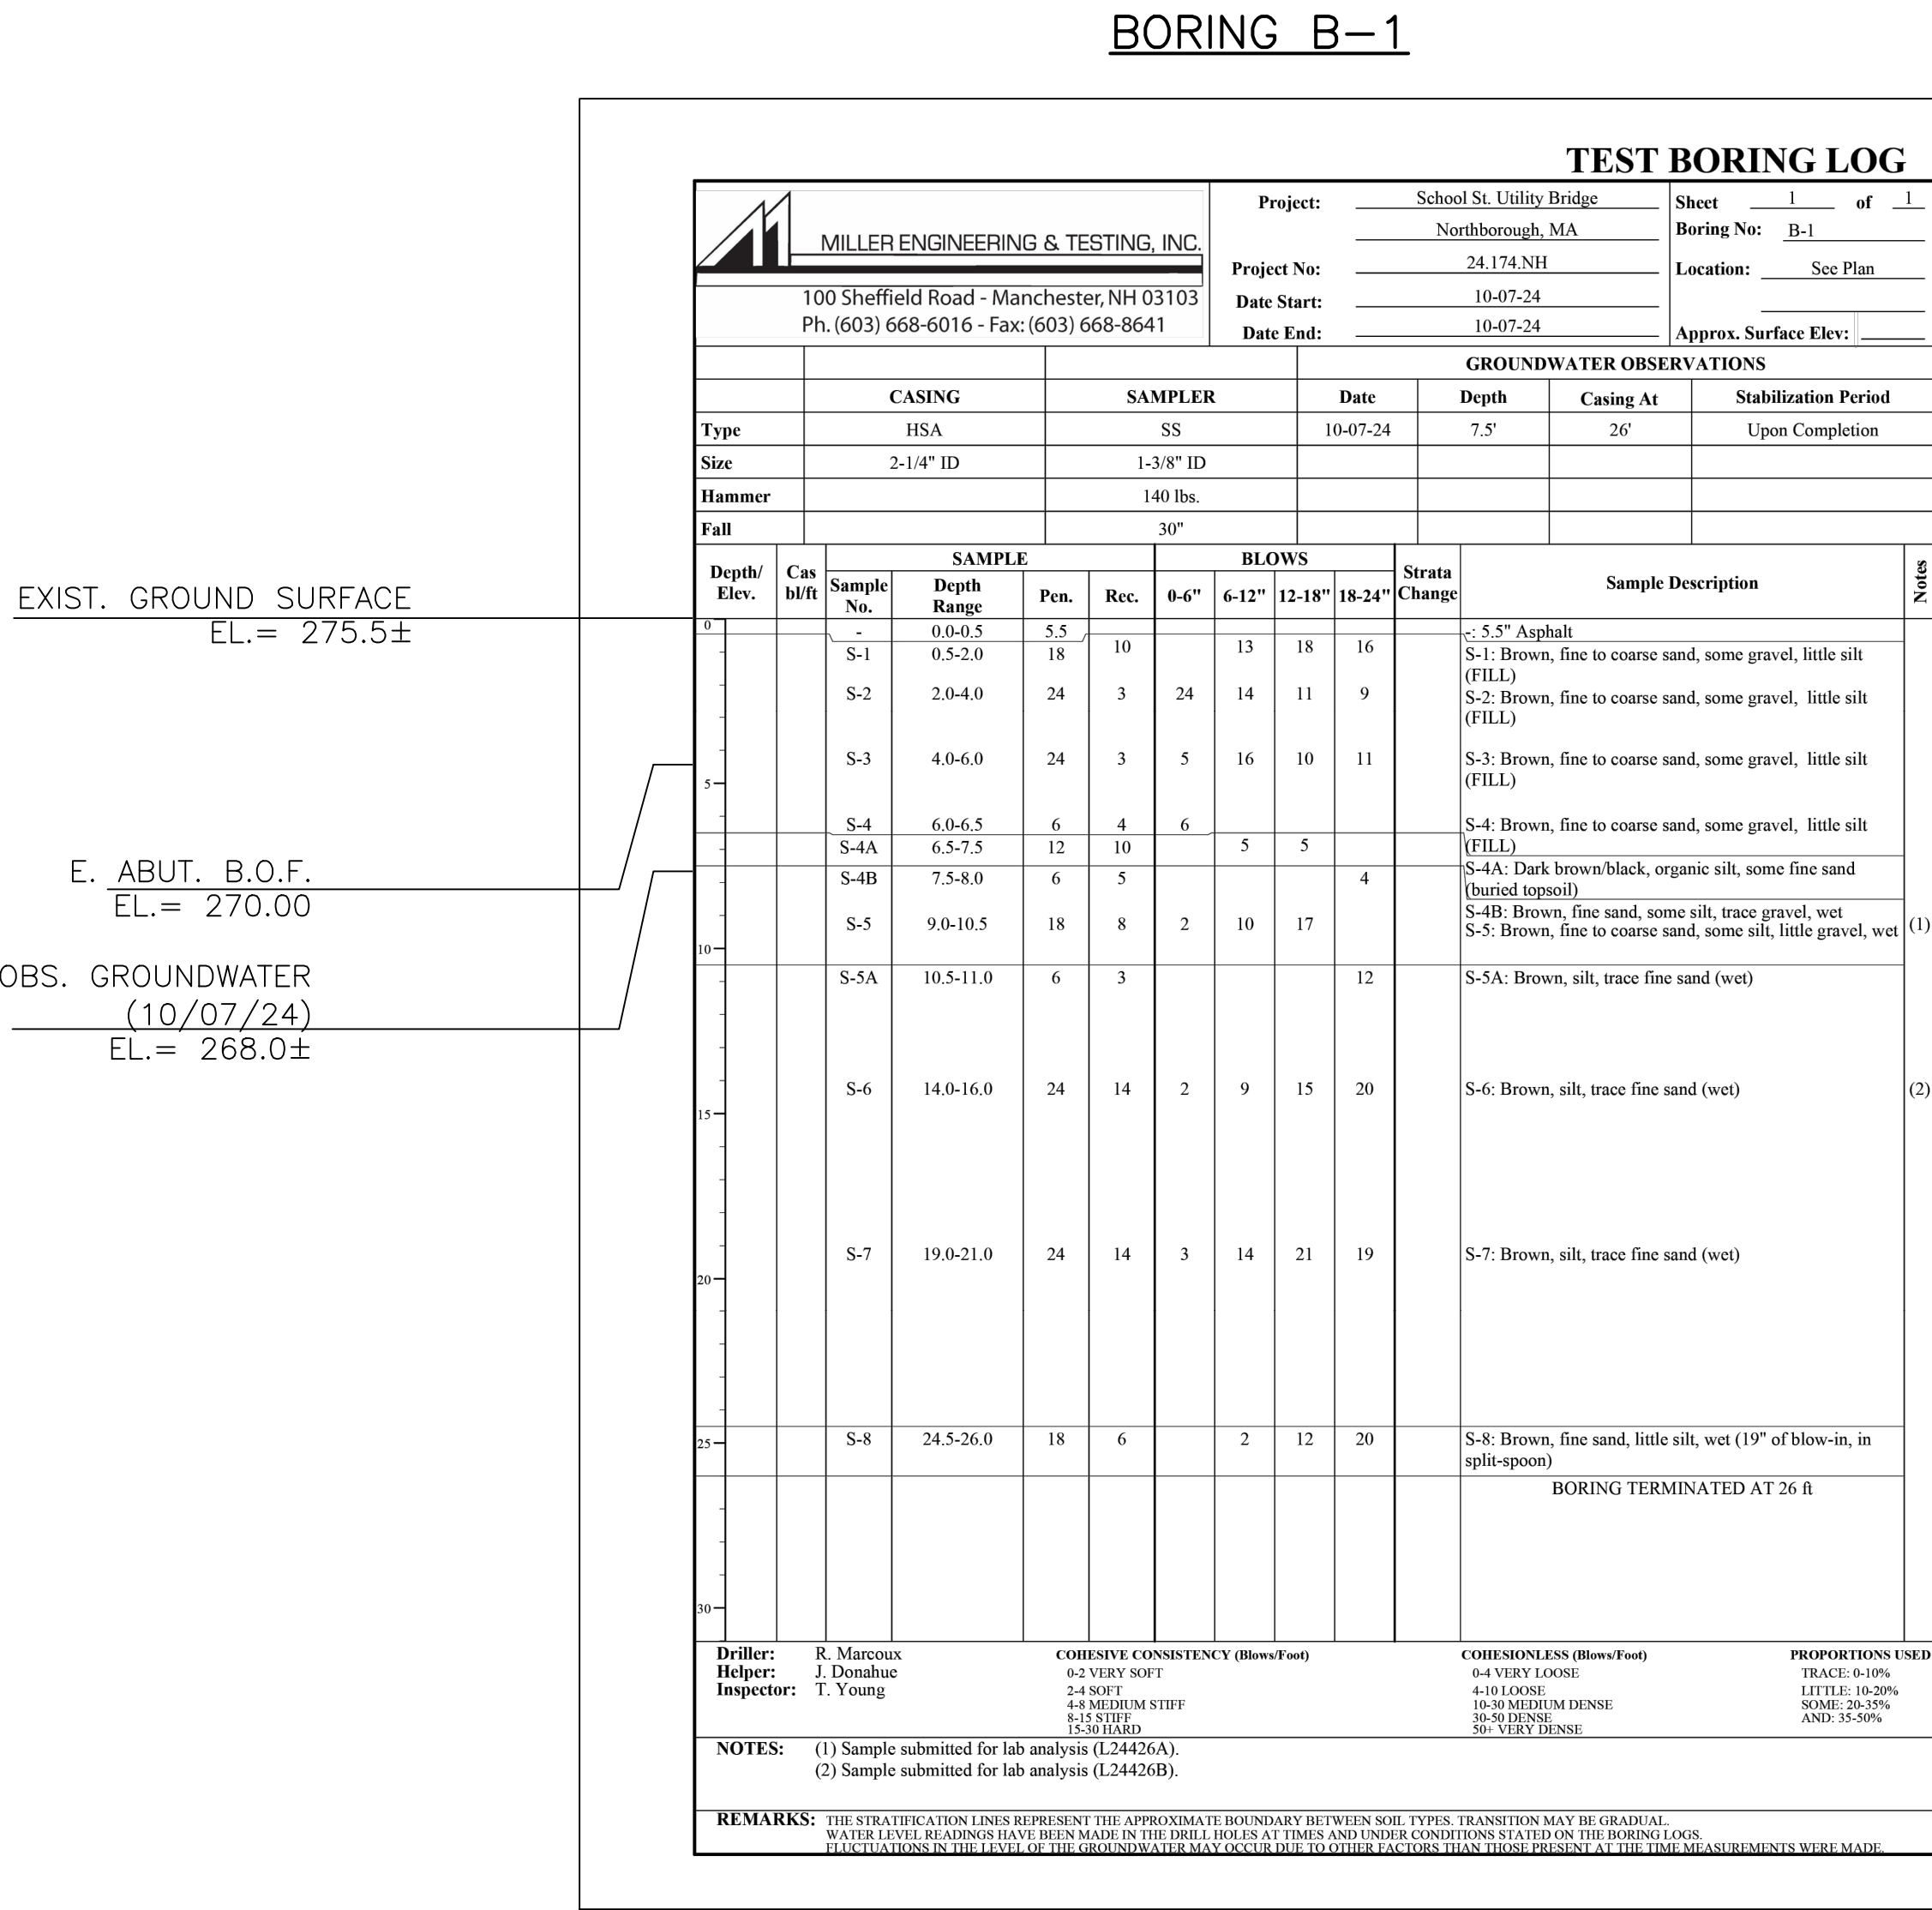 BORING B-1
TEST BORING LOG
MILLER ENGINEERING & TESTING, INC.
100 Sheffield Road - Manchester, NH 03103
Ph. (603) 668-6016 - Fax: (603) 668-8641
Project: School St. Utility Bridge
Northborough, MA
Project No: 24.174.NH
Date Start: 10-07-24
Date End: 10-07-24
Sheet 1 of 1
Boring No: B-1
Location: See Plan
Approx. Surface Elev:
GROUNDWATER OBSERVATIONS
CASING SAMPLER Date Depth Casing At Stabilization Period
Type HSA SS 10-07-24 7.5' 26' Upon Completion
Size 2-1/4" ID 1-3/8" ID
Hammer 140 lbs.
Fall 30"
Depth/ Elev. Cas bl/ft SAMPLE BLOWS Strata Change Sample Description Notes
Sample No. Depth Range Pen. Rec. 0-6" 6-12" 12-18" 18-24"
EXIST. GROUND SURFACE
EL.= 275.5±
E. ABUT. B.O.F.
EL.= 270.00
OBS. GROUNDWATER
(10/07/24)
EL.= 268.0±
0
- 0.0-0.5 5.5 -: 5.5" Asphalt
S-1 0.5-2.0 18 10 13 18 16 S-1: Brown, fine to coarse sand, some gravel, little silt
(FILL)
S-2 2.0-4.0 24 3 24 14 11 9 S-2: Brown, fine to coarse sand, some gravel, little silt
(FILL)
S-3 4.0-6.0 24 3 5 16 10 11 S-3: Brown, fine to coarse sand, some gravel, little silt
5 (FILL)
S-4 6.0-6.5 6 4 6 S-4: Brown, fine to coarse sand, some gravel, little silt
(FILL)
S-4A 6.5-7.5 12 10 5 5 S-4A: Dark brown/black, organic silt, some fine sand
(buried topsoil)
S-4B 7.5-8.0 6 5 4 S-4B: Brown, fine sand, some silt, trace gravel, wet
S-5 9.0-10.5 18 8 2 10 17 S-5: Brown, fine to coarse sand, some silt, little gravel, wet (1)
10
S-5A 10.5-11.0 6 3 12 S-5A: Brown, silt, trace fine sand (wet)
S-6 14.0-16.0 24 14 2 9 15 20 S-6: Brown, silt, trace fine sand (wet) (2)
15
S-7 19.0-21.0 24 14 3 14 21 19 S-7: Brown, silt, trace fine sand (wet)
20
25 S-8 24.5-26.0 18 6 2 12 20 S-8: Brown, fine sand, little silt, wet (19" of blow-in, in
split-spoon)
BORING TERMINATED AT 26 ft
30
Driller: R. Marcoux
Helper: J. Donahue
Inspector: T. Young
COHESIVE CONSISTENCY (Blows/Foot)
0-2 VERY SOFT
2-4 SOFT
4-8 MEDIUM STIFF
8-15 STIFF
15-30 HARD
COHESIONLESS (Blows/Foot)
0-4 VERY LOOSE
4-10 LOOSE
10-30 MEDIUM DENSE
30-50 DENSE
50+ VERY DENSE
PROPORTIONS USED
TRACE: 0-10%
LITTLE: 10-20%
SOME: 20-35%
AND: 35-50%
NOTES: (1) Sample submitted for lab analysis (L24426A).
(2) Sample submitted for lab analysis (L24426B).
REMARKS: THE STRATIFICATION LINES REPRESENT THE APPROXIMATE BOUNDARY BETWEEN SOIL TYPES. TRANSITION MAY BE GRADUAL.
WATER LEVEL READINGS HAVE BEEN MADE IN THE DRILL HOLES AT TIMES AND UNDER CONDITIONS STATED ON THE BORING LOGS.
FLUCTUATIONS IN THE LEVEL OF THE GROUNDWATER MAY OCCUR DUE TO OTHER FACTORS THAN THOSE PRESENT AT THE TIME MEASUREMENTS WERE MADE.